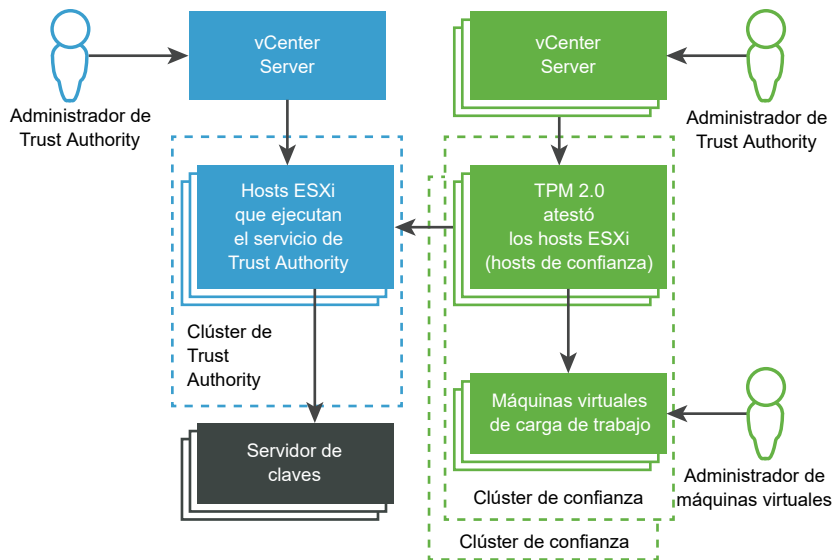 vCenter
Server
vCenter
Server
Administrador de
Trust Authority
Administrador de
Trust Authority
Hosts ESXi
que ejecutan
el servicio de
Trust Authority
TPM 2.0
atestó
los hosts ESXi
(hosts de confianza)
Clúster de
Trust
Authority
Máquinas virtuales
de carga de trabajo
Servidor de
claves
Administrador de
máquinas virtuales
Clúster de confianza
Clúster de confianza